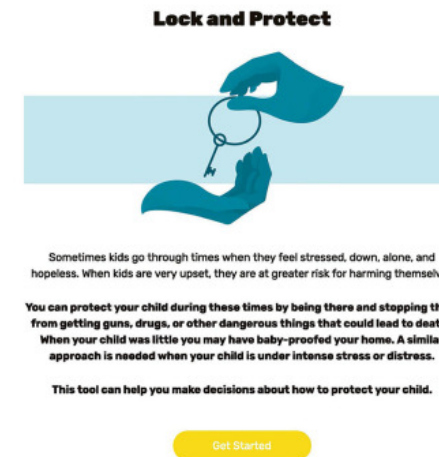 Lock and Protect
Sometimes kids go through times when they feel stressed, down, alone, and
hopeless. When kids are very upset, they are at greater risk for harming
You can protect your child during these times by being there and stopping
from getting guns, drugs, or other dangerous things that could lead to
When your child was little you may have baby-proofed your home. A
approach is needed when your child is under intense stress or distress.
This tool can help you make decisions about how to protect your child.
Get Started